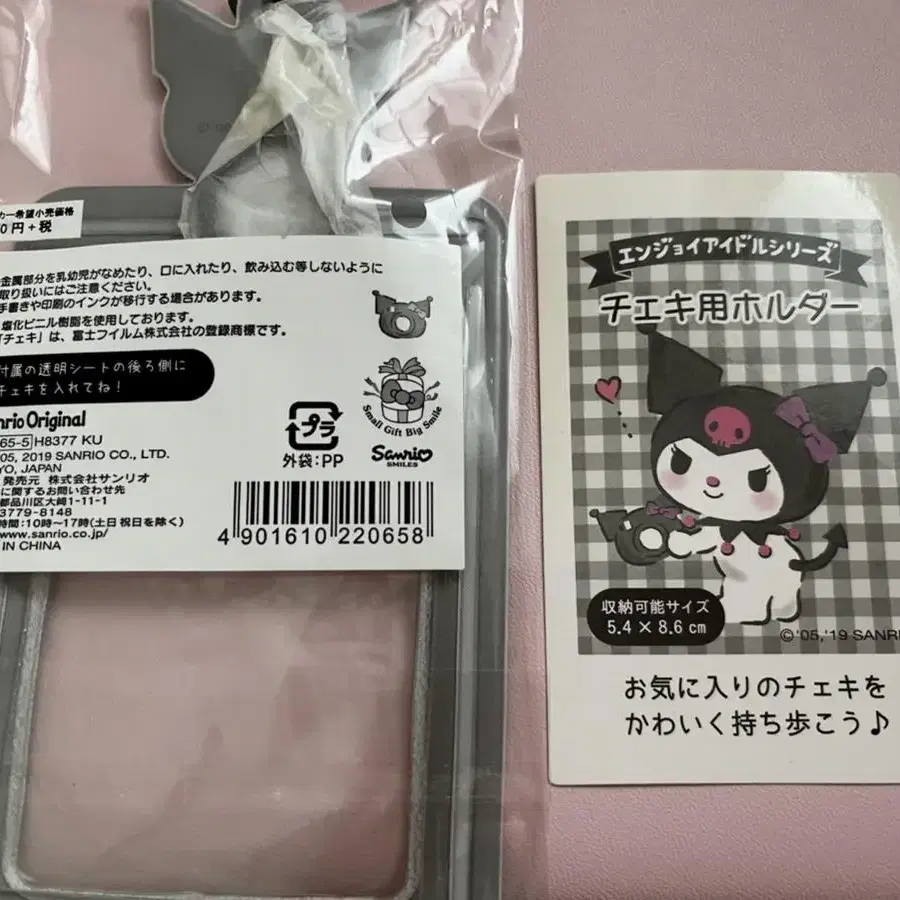 カー希望小売価格
0円+税
金属部分を乳幼児がなめたり、口に入れたり、飲み込む等しないように
取り扱いにはご注意ください。
手書きや印刷のインクが移行する場合があります。
塩化ビニル樹脂を使用しております。
「チェキ」は、富士フイルム株式会社の登録商標です。
付属の透明シートの後ろ側に
チェキを入れてね!
nrio Original
65-5 H8377 KU
05, 2019 SANRIO CO., LTD.
YO, JAPAN
発売元 株式会社サンリオ
に関するお問い合わせ先
都品川区大崎1-11-1
3779-8148
時間:10時~17時(土日祝日を除く)
www.sanrio.co.jp/
IN CHINA
プラ
外袋:PP
Small Gift Big Smile
Sanrio
SMILES
4 901610 220658
エンジョイアイドルシリーズ
チェキ用ホルダー
収納可能サイズ
5.4×8.6cm
©'05,'19 SANRI
お気に入りのチェキを
かわいく持ち歩こう♪